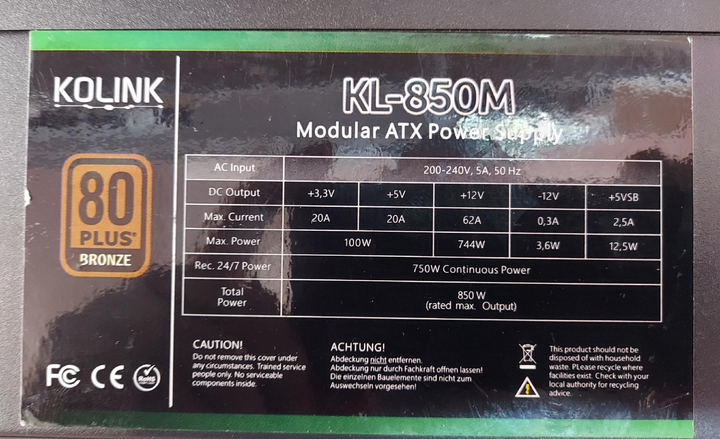 KOLINK
KL-850M
Modular ATX Power Supply
80
PLUS®
BRONZE
AC Input 200-240V, 5A, 50 Hz
DC Output +3,3V +5V +12V -12V +5VSB
Max. Current 20A 20A 62A 0,3A 2,5A
Max. Power 100W 744W 3,6W 12,5W
Rec. 24/7 Power 750W Continuous Power
Total
Power
850 W
(rated max. Output)
FC CE RoHS
CAUTION!
Do not remove this cover under
any circumstances. Trained service
people only. No serviceable
components inside.
ACHTUNG!
Abdeckung nicht entfernen.
Abdeckung nur durch Fachkraft offnen lassen!
Die einzelnen Bauelemente sind nicht zum
Auswechseln vorgesehen!
This product should not be
disposed of with household
waste. PLease recycle where
facilities exist. Check with your
local authority for recycling
advice.